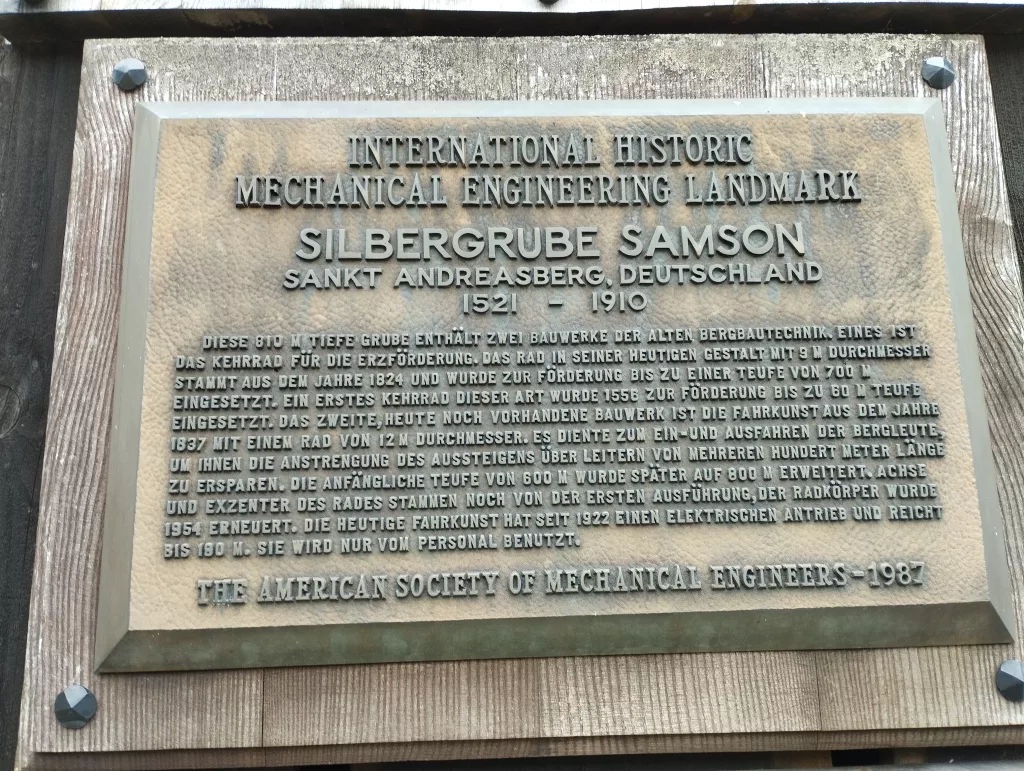 INTERNATIONAL HISTORIC
MECHANICAL ENGINEERING LANDMARK
SILBERGRUBE SAMSON
SANKT ANDREASBERG, DEUTSCHLAND
1521 - 1910
DIESE 810 M TIEFE GRUBE ENTHÄLT ZWEI BAUWERKE DER ALTEN BERGBAUTECHNIK. EINES IST
DAS KEHRRAD FÜR DIE ERZFÖRDERUNG. DAS RAD IN SEINER HEUTIGEN GESTALT MIT 9 M DURCHMESSER
STAMMT AUS DEM JAHRE 1824 UND WURDE ZUR FÖRDERUNG BIS ZU EINER TEUFE VON 700 M
EINGESETZT. EIN ERSTES KEHRRAD DIESER ART WURDE 1556 ZUR FÖRDERUNG BIS ZU 60 M TEUFE
EINGESETZT. DAS ZWEITE, HEUTE NOCH VORHANDENE BAUWERK IST DIE FAHRKUNST AUS DEM JAHRE
1837 MIT EINEM RAD VON 12 M DURCHMESSER. ES DIENTE ZUM EIN-UND AUSFAHREN DER BERGLEUTE,
UM IHNEN DIE ANSTRENGUNG DES AUSSTEIGENS ÜBER LEITERN VON MEHREREN HUNDERT METER LÄNGE
ZU ERSPAREN. DIE ANFÄNGLICHE TEUFE VON 600 M WURDE SPÄTER AUF 800 M ERWEITERT. ACHSE
UND EXZENTER DES RADES STAMMEN NOCH VON DER ERSTEN AUSFÜHRUNG, DER RADKÖRPER WURDE
1954 ERNEUERT. DIE HEUTIGE FAHRKUNST HAT SEIT 1922 EINEN ELEKTRISCHEN ANTRIEB UND REICHT
BIS 190 M. SIE WIRD NUR VOM PERSONAL BENUTZT.
THE AMERICAN SOCIETY OF MECHANICAL ENGINEERS-1987